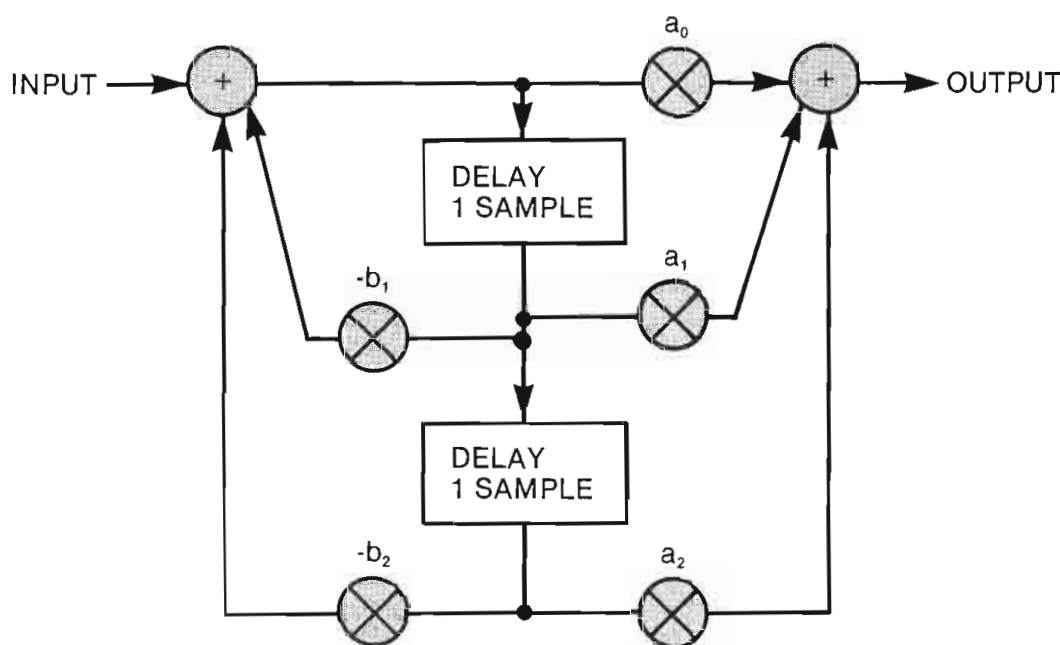 a₀
INPUT + + OUTPUT
DELAY
1 SAMPLE
-b₁ a₁
DELAY
1 SAMPLE
-b₂ a₂